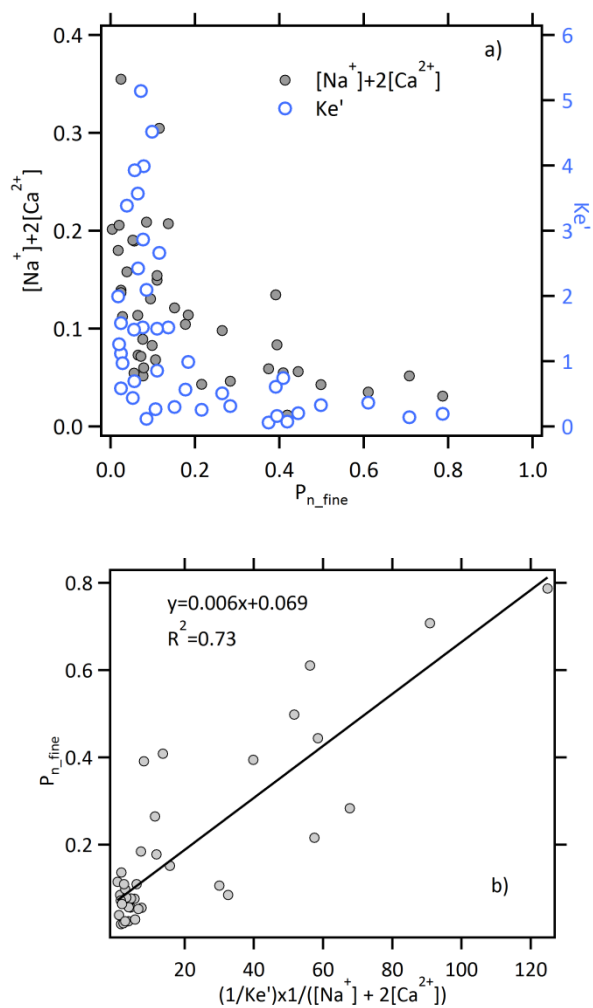 a)
[Na⁺]+2[Ca²⁺]
Ke'
0.4
0.3
0.2
0.1
0.0
[Na⁺]+2[Ca²⁺]
6
5
4
3
2
1
0
Ke'
0.0 0.2 0.4 0.6 0.8 1.0
P_n_fine
20 40 60 80 100 120
y=0.006x+0.069
R²=0.73
0.8
0.6
0.4
0.2
P_n_fine
b)
(1/Ke')x1/([Na⁺] + 2[Ca²⁺])